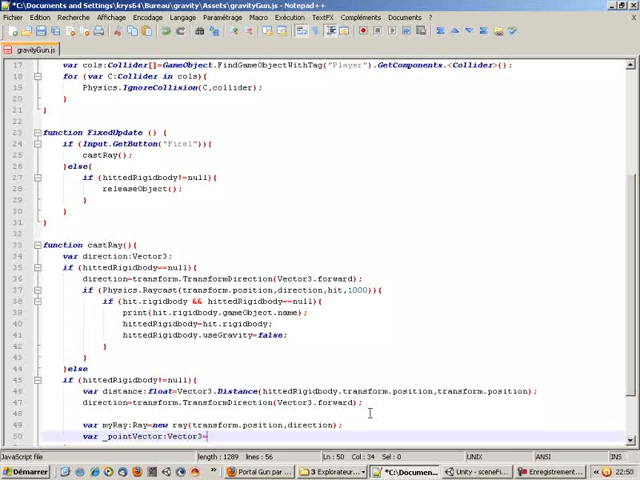 *C:\Documents and Settings\krys64\Bureau\gravity\Assets\gravityGun.js - Notepad++
Fichier Edition Recherche Affichage Encodage Langage Paramétrage Macro Exécution TextFX Compléments Documents ?
X
gravityGun.js
17 var cols:Collider[]=GameObject.FindGameObjectWithTag("Player").GetComponents.<Collider>();
18 for (var C:Collider in cols){
19 Physics.IgnoreCollision(C,collider);
20 }
21 }
22
23 function FixedUpdate () {
24 if (Input.GetButton("Fire1")){
25 castRay();
26 }else{
27 if (hittedRigidbody!=null){
28 releaseObject();
29 }
30 }
31 }
32
33 function castRay(){
34 var direction:Vector3;
35 if (hittedRigidbody==null){
36 direction=transform.TransformDirection(Vector3.forward);
37 if (Physics.Raycast(transform.position,direction,hit,1000)){
38 if (hit.rigidbody && hittedRigidbody==null){
39 print(hit.rigidbody.gameObject.name);
40 hittedRigidbody=hit.rigidbody;
41 hittedRigidbody.useGravity=false;
42 }
43 }
44 }else
45 if (hittedRigidbody!=null){
46 var distance:float=Vector3.Distance(hittedRigidbody.transform.position,transform.position);
47 direction=transform.TransformDirection(Vector3.forward);
48
49 var myRay:Ray=new ray(transform.position,direction);
50 var _pointVector:Vector3=
JavaScript file length : 1289 lines : 56 Ln : 50 Col : 34 Sel : 0 UNIX ANSI INS
Démarrer Portal Gun par 3 Explorateur *C:\Documen... Unity - sceneFi Enregistrement... 22:50